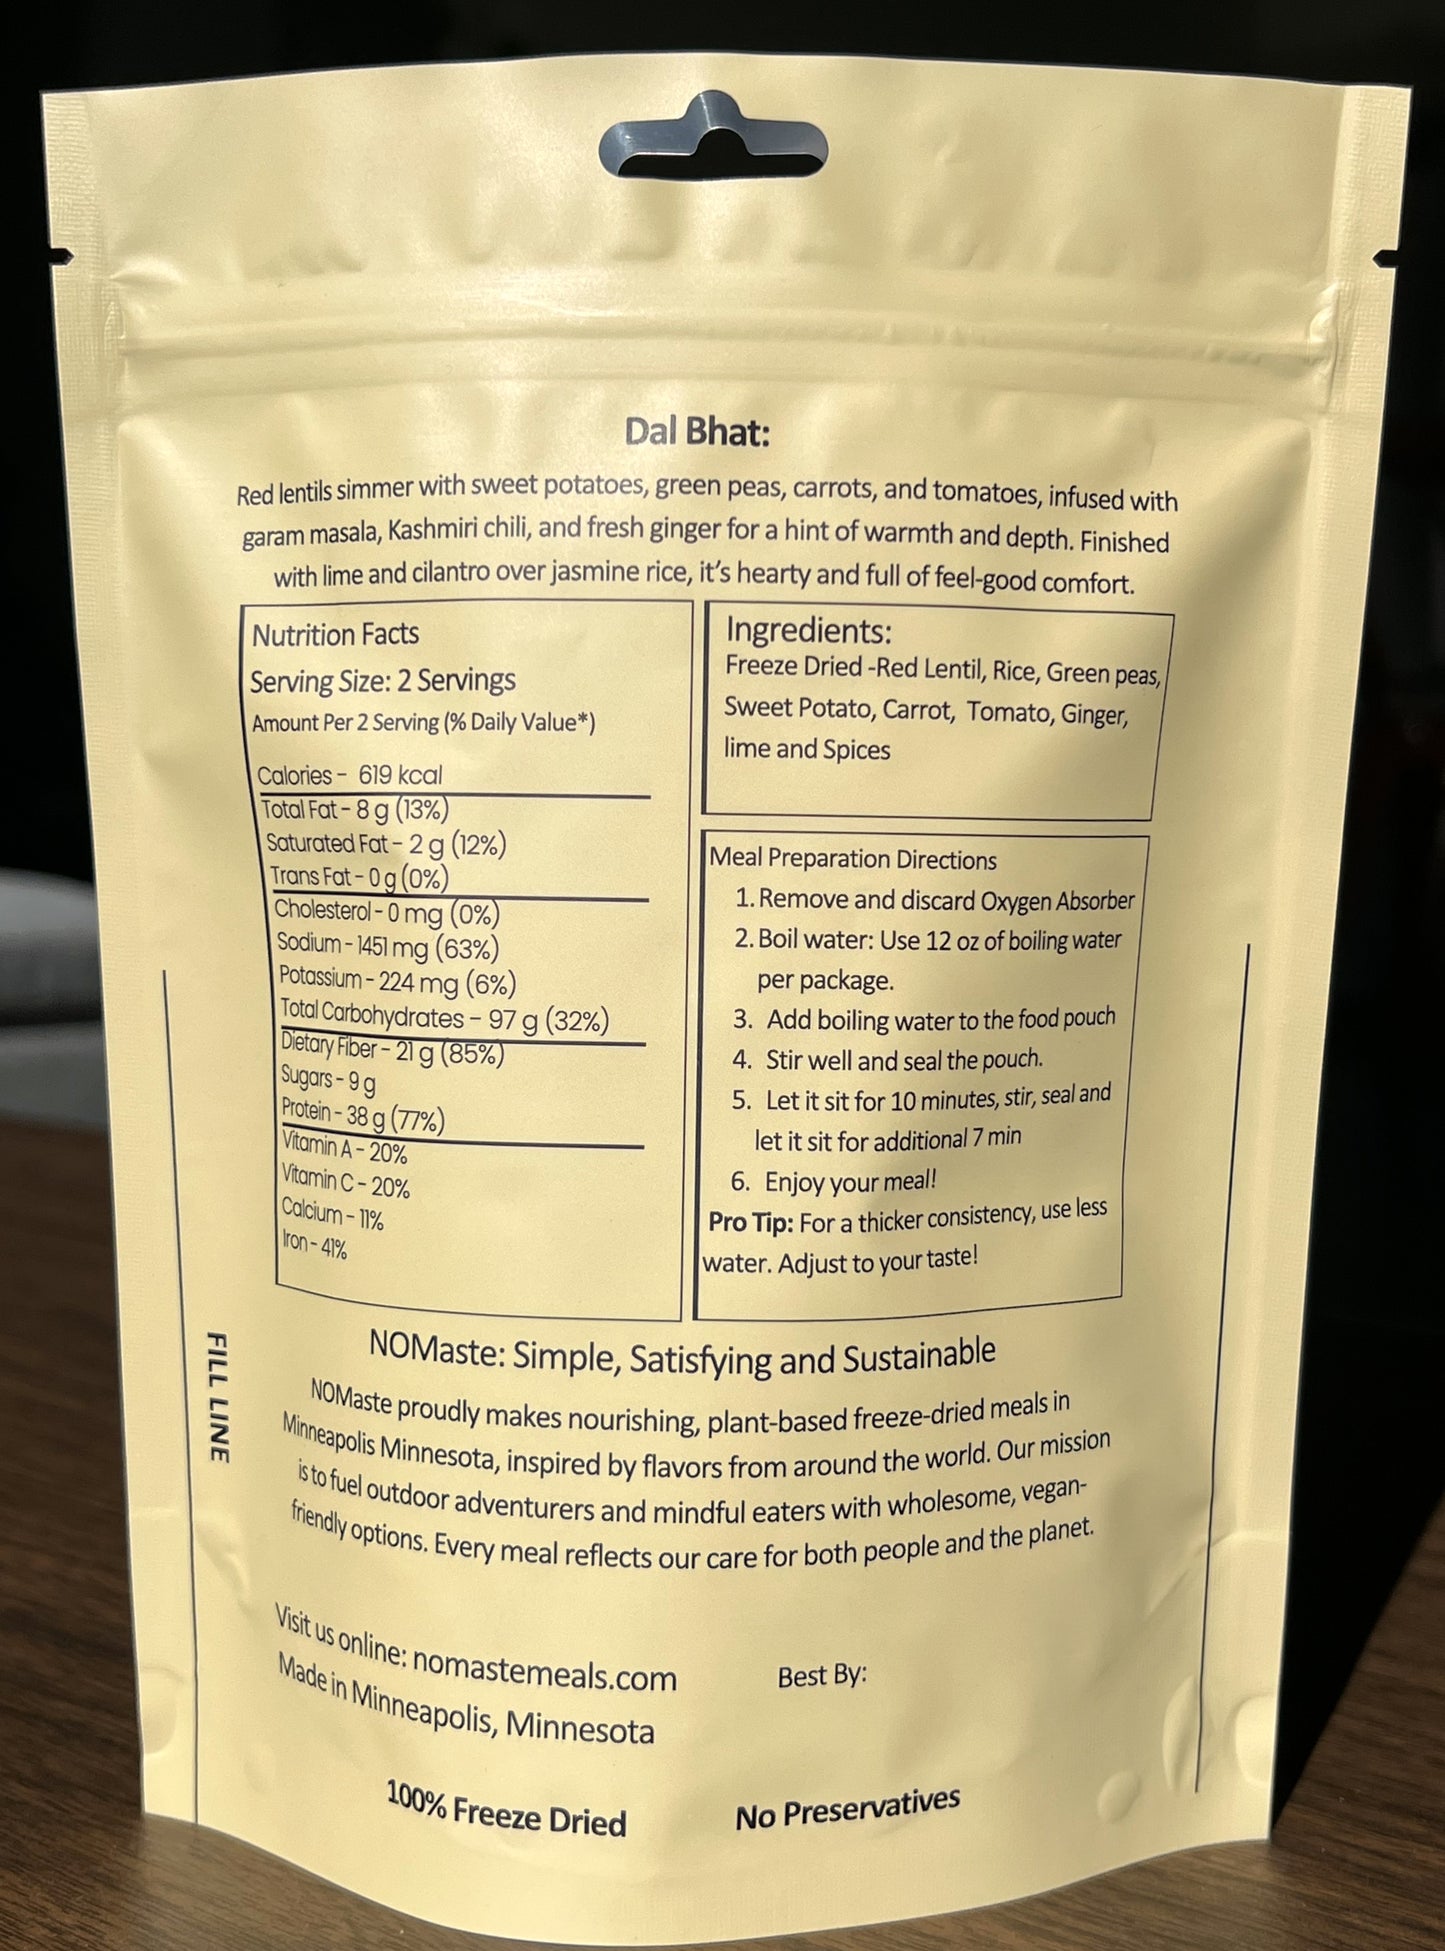 Dal Bhat:
Red lentils simmer with sweet potatoes, green peas, carrots, and tomatoes, infused with
garam masala, Kashmiri chili, and fresh ginger for a hint of warmth and depth. Finished
with lime and cilantro over jasmine rice, it's hearty and full of feel-good comfort.
Nutrition Facts
Serving Size: 2 Servings
Amount Per 2 Serving (% Daily Value*)
Calories - 619 kcal
Total Fat - 8 g (13%)
Saturated Fat - 2 g (12%)
Trans Fat - 0 g (0%)
Cholesterol - 0 mg (0%)
Sodium - 1451 mg (63%)
Potassium - 224 mg (6%)
Total Carbohydrates - 97 g (32%)
Dietary Fiber - 21 g (85%)
Sugars - 9 g
Protein - 38 g (77%)
Vitamin A - 20%
Vitamin C - 20%
Calcium - 11%
Iron - 41%
Ingredients:
Freeze Dried -Red Lentil, Rice, Green peas,
Sweet Potato, Carrot, Tomato, Ginger,
lime and Spices
Meal Preparation Directions
1. Remove and discard Oxygen Absorber
2. Boil water: Use 12 oz of boiling water
per package.
3. Add boiling water to the food pouch
4. Stir well and seal the pouch.
5. Let it sit for 10 minutes, stir, seal and
let it sit for additional 7 min
6. Enjoy your meal!
Pro Tip: For a thicker consistency, use less
water. Adjust to your taste!
FILL LINE
NOMaste: Simple, Satisfying and Sustainable
NOMaste proudly makes nourishing, plant-based freeze-dried meals in
Minneapolis Minnesota, inspired by flavors from around the world. Our mission
is to fuel outdoor adventurers and mindful eaters with wholesome, vegan-
friendly options. Every meal reflects our care for both people and the planet.
Visit us online: nomastemeals.com
Made in Minneapolis, Minnesota
Best By:
100% Freeze Dried
No Preservatives